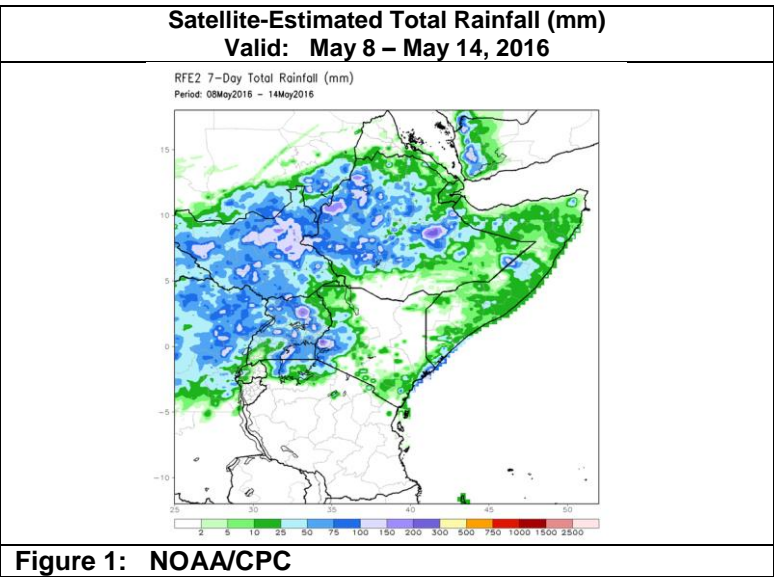 Satellite-Estimated Total Rainfall (mm)
Valid: May 8 – May 14, 2016
RFE2 7-Day Total Rainfall (mm)
Period: 08May2016 - 14May2016
15
10
5
0
-5
-10
25 30 35 40 45 50
2 5 10 25 50 75 100 150 200 300 500 750 1000 1500 2500
Figure 1: NOAA/CPC